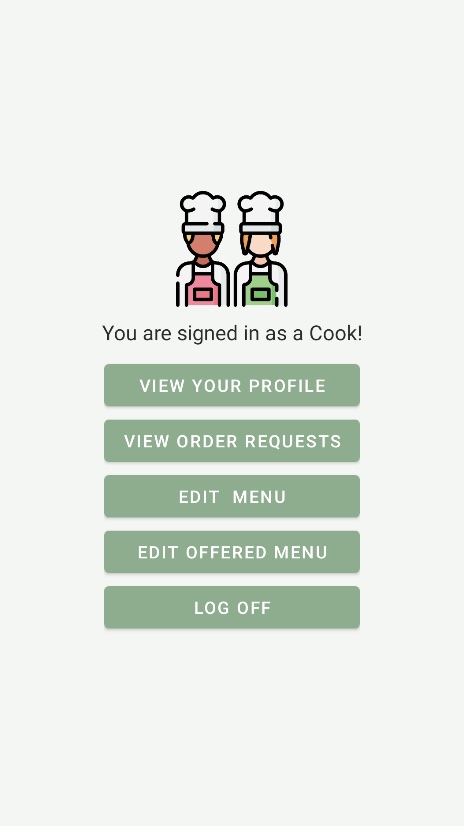 You are signed in as a Cook!
VIEW YOUR PROFILE
VIEW ORDER REQUESTS
EDIT  MENU
EDIT OFFERED MENU
LOG OFF